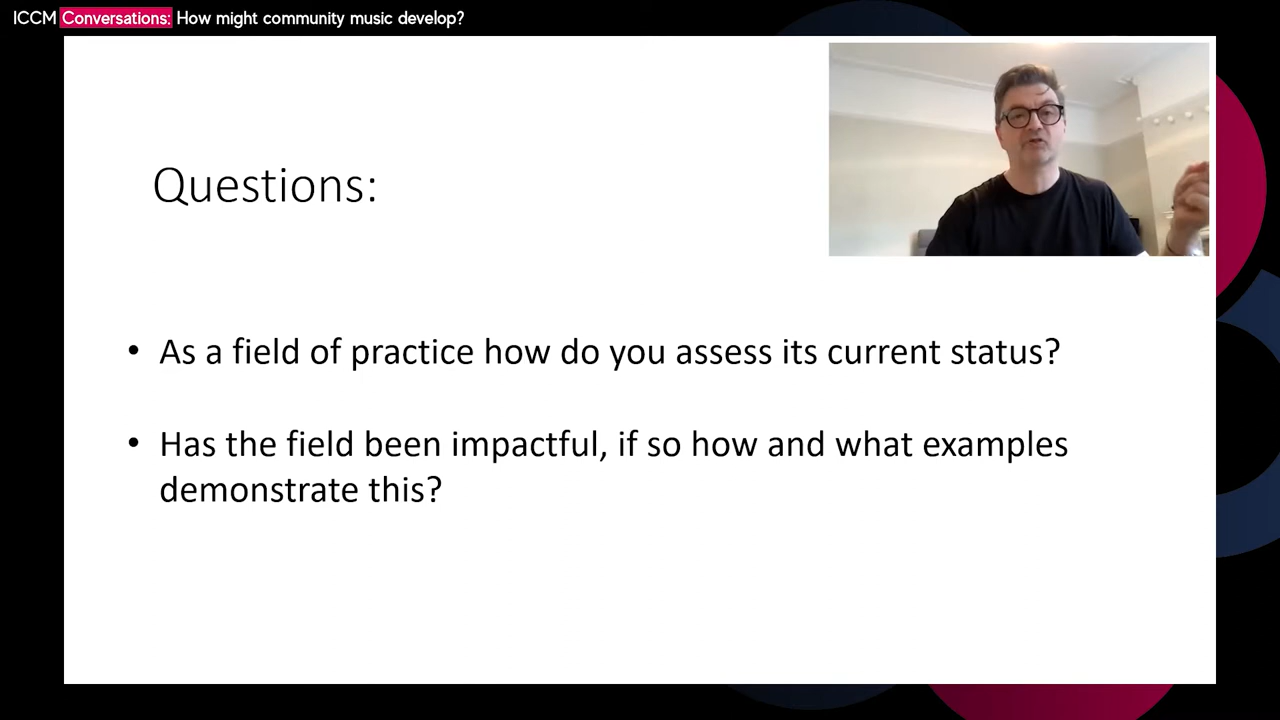 ICCM Conversations: How might community music develop?
Questions:
• As a field of practice how do you assess its current status?
• Has the field been impactful, if so how and what examples
demonstrate this?